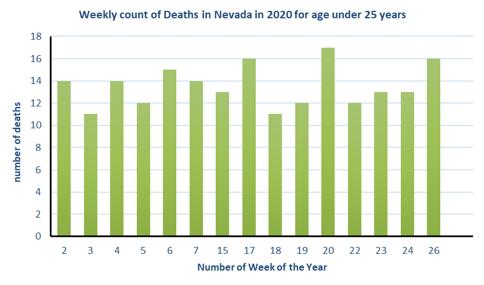 Weekly count of Deaths in Nevada in 2020 for age under 25 years
number of deaths
18
16
14
12
10
8
6
4
2
0
2 3 4 5 6 7 15 17 18 19 20 22 23 24 26
Number of Week of the Year